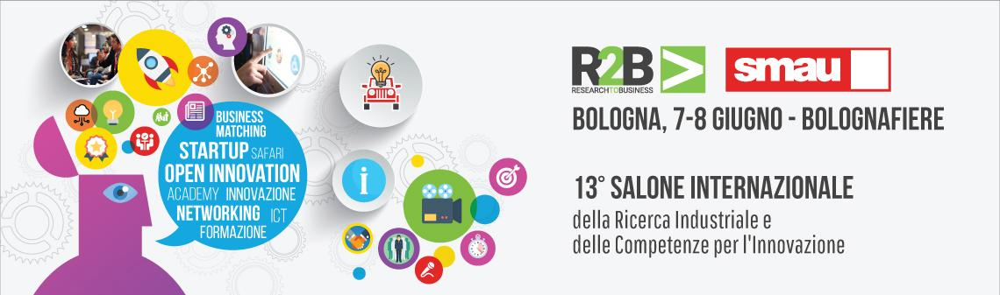 BUSINESS
MATCHING
STARTUP SAFARI
OPEN INNOVATION
ACADEMY INNOVAZIONE
NETWORKING ICT
FORMAZIONE
i
R2B
RESEARCHTOBUSINESS
smau
BOLOGNA, 7-8 GIUGNO - BOLOGNAFIERE
13° SALONE INTERNAZIONALE
della Ricerca Industriale e
delle Competenze per l'Innovazione